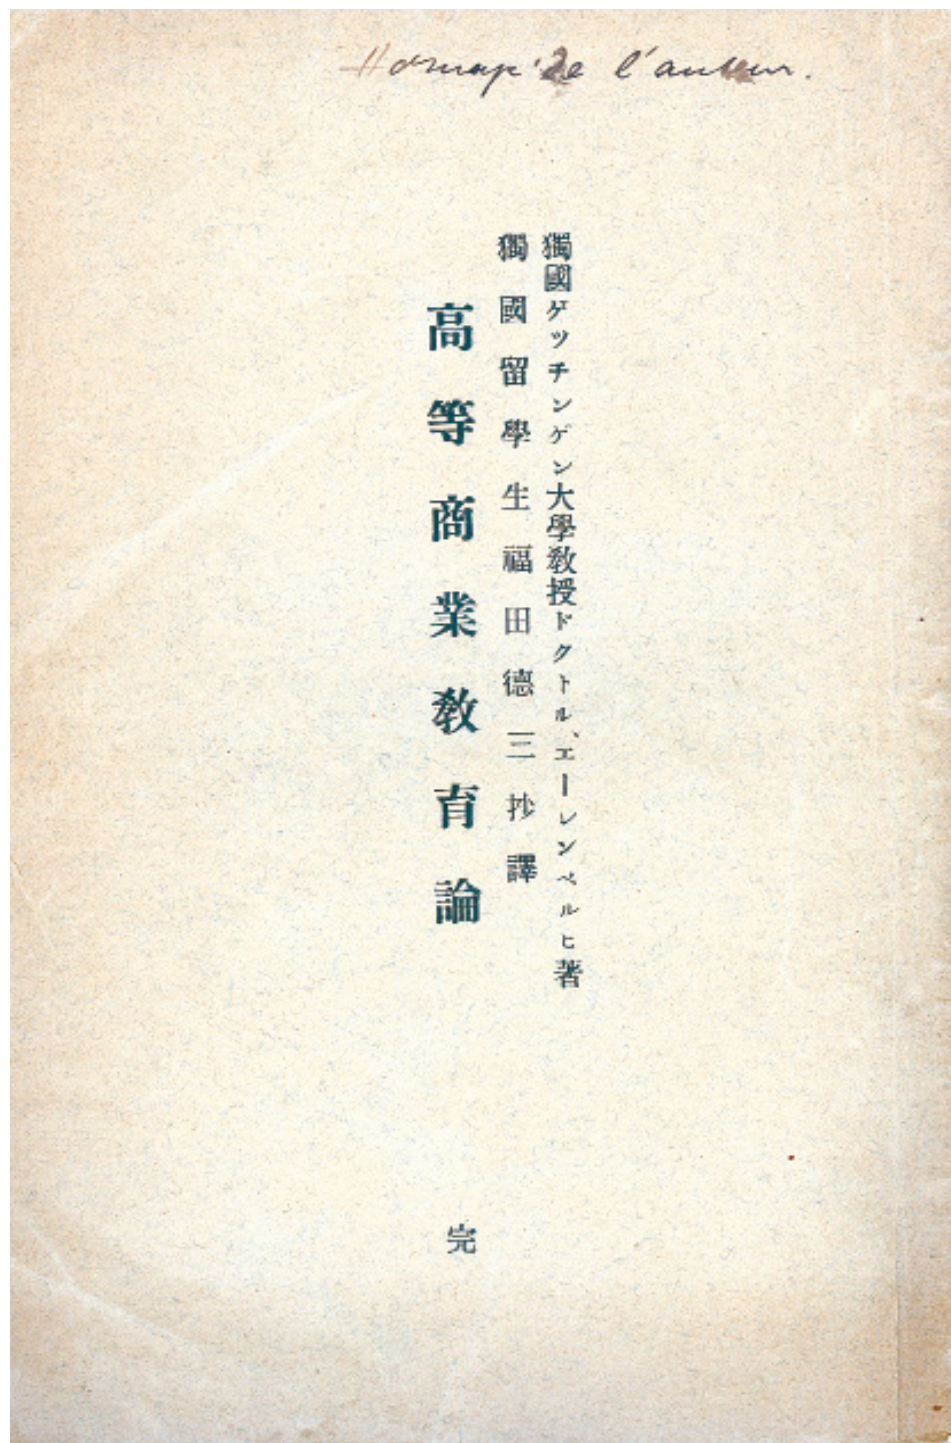 Hommage de l'auteur.
獨國ゲツチンゲン大學教授ドクトル、エーレンベルヒ著
獨國留學生福田德三抄譯
高等商業教育論
完